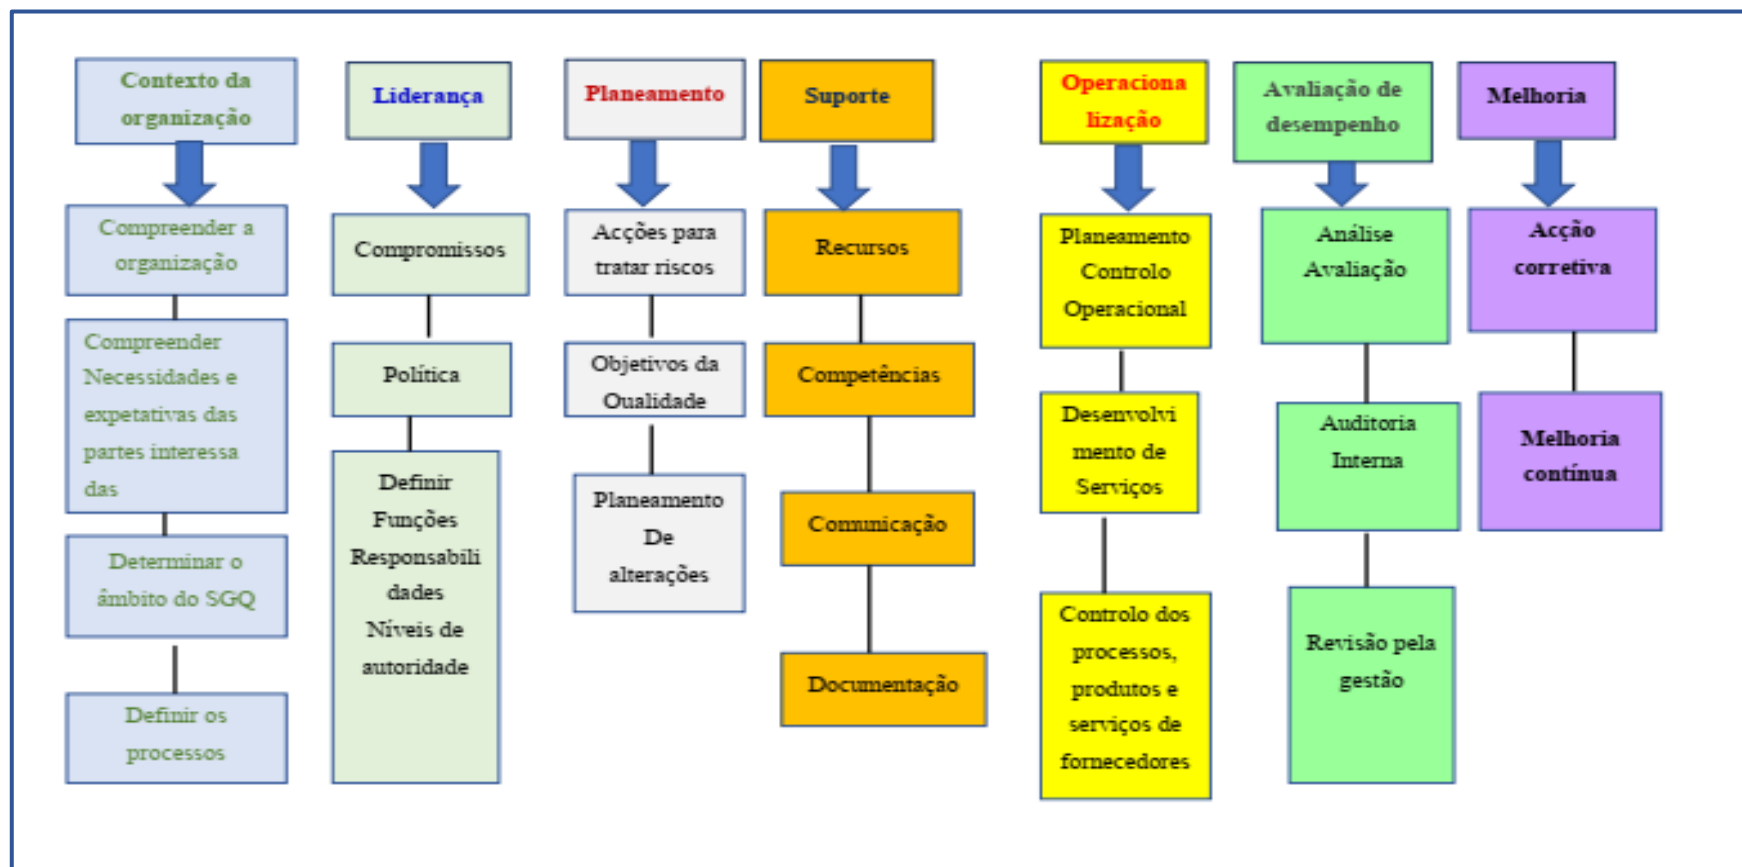 Contexto da
organização
Compreender a
organização
Compreender
Necessidades e
expetativas das
partes interessa
das
Determinar o
âmbito do SGQ
Definir os
processos
Liderança
Compromissos
Política
Definir
Funções
Responsabili
dades
Níveis de
autoridade
Planeamento
Acções para
tratar riscos
Objetivos da
Oualidade
Planeamento
De
alterações
Suporte
Recursos
Competências
Comunicação
Documentação
Operaciona
lização
Planeamento
Controlo
Operacional
Desenvolvi
mento de
Serviços
Controlo dos
processos,
produtos e
serviços de
fornecedores
Avaliação de
desempenho
Análise
Avaliação
Auditoria
Interna
Revisão pela
gestão
Melhoria
Acção
corretiva
Melhoria
contínua